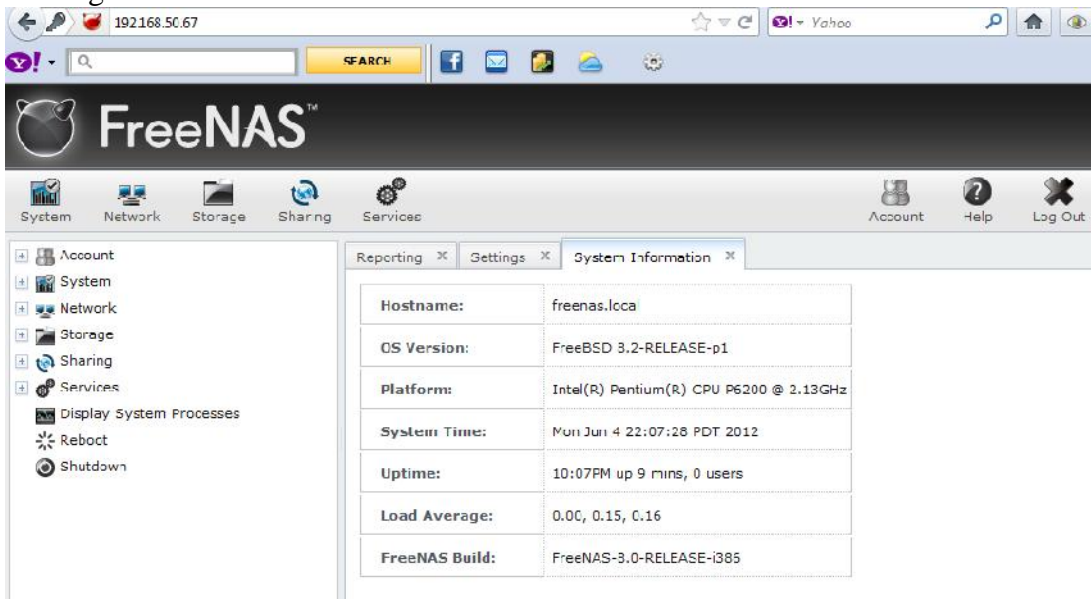 192.168.50.67
Yahoo
SEARCH
FreeNAS™
System Network Storage Sharing Services Account Help Log Out
Account
System
Network
Storage
Sharing
Services
Display System Processes
Reboot
Shutdown
Reporting Settings System Information
Hostname: freenas.loca
OS Version: FreeBSD 8.2-RELEASE-p1
Platform: Intel(R) Pentium(R) CPU P6200 @ 2.13GHz
System Time: Mon Jun 4 22:07:28 PDT 2012
Uptime: 10:07PM up 9 mins, 0 users
Load Average: 0.00, 0.15, 0.16
FreeNAS Build: FreeNAS-8.0-RELEASE-i386